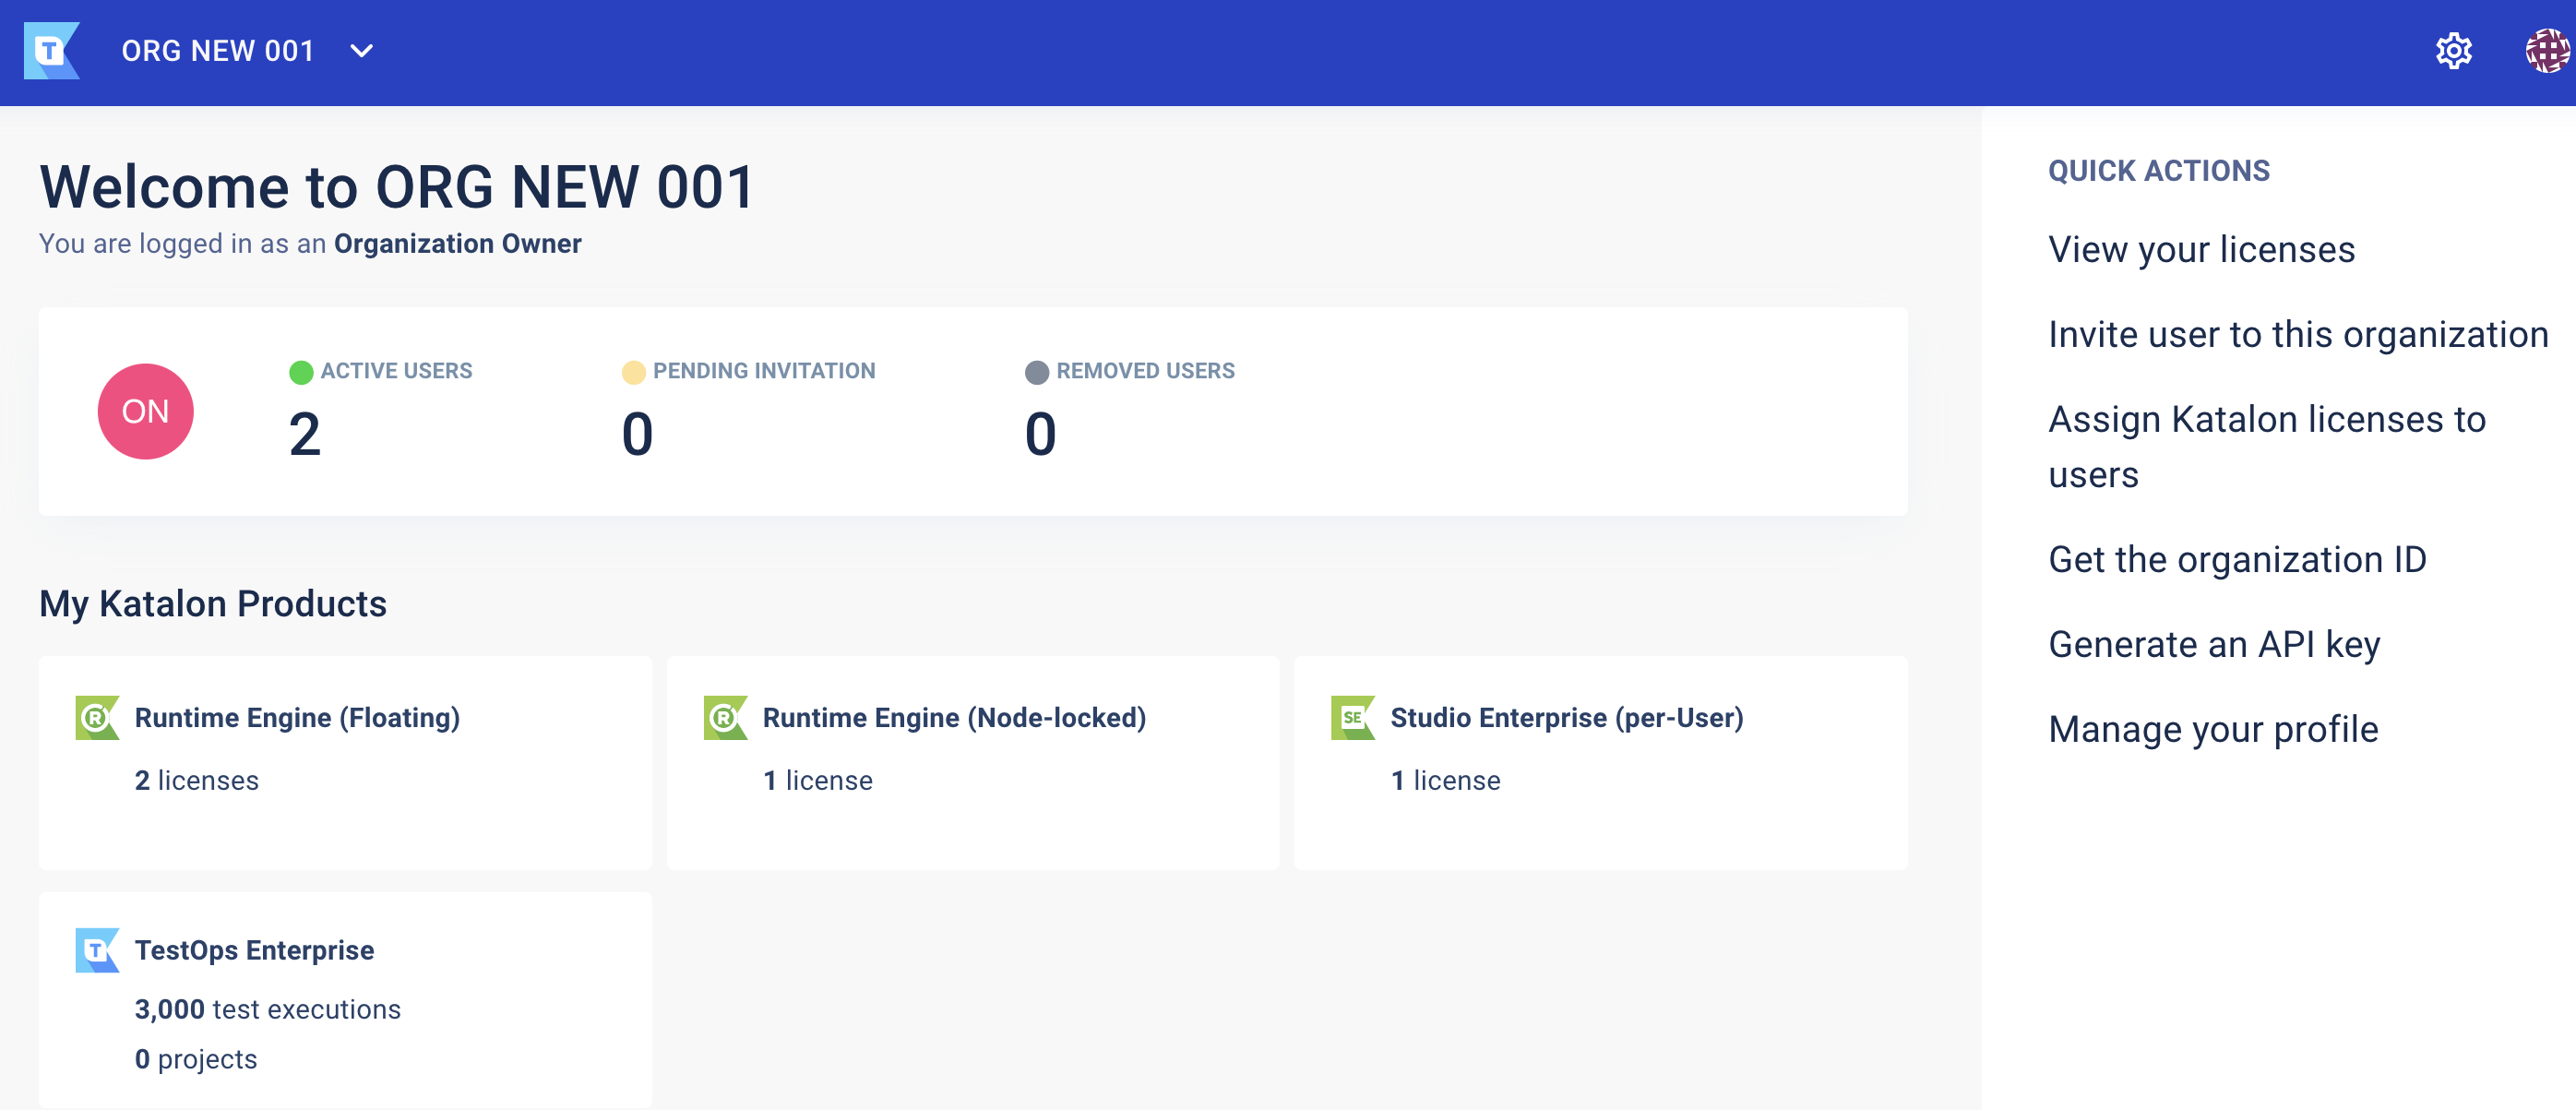 T
ORG NEW 001
Welcome to ORG NEW 001
You are logged in as an Organization Owner
ON
ACTIVE USERS
2
PENDING INVITATION
0
REMOVED USERS
0
My Katalon Products
R
Runtime Engine (Floating)
2 licenses
R
Runtime Engine (Node-locked)
1 license
SE
Studio Enterprise (per-User)
1 license
T
TestOps Enterprise
3,000 test executions
0 projects
QUICK ACTIONS
View your licenses
Invite user to this organization
Assign Katalon licenses to
users
Get the organization ID
Generate an API key
Manage your profile